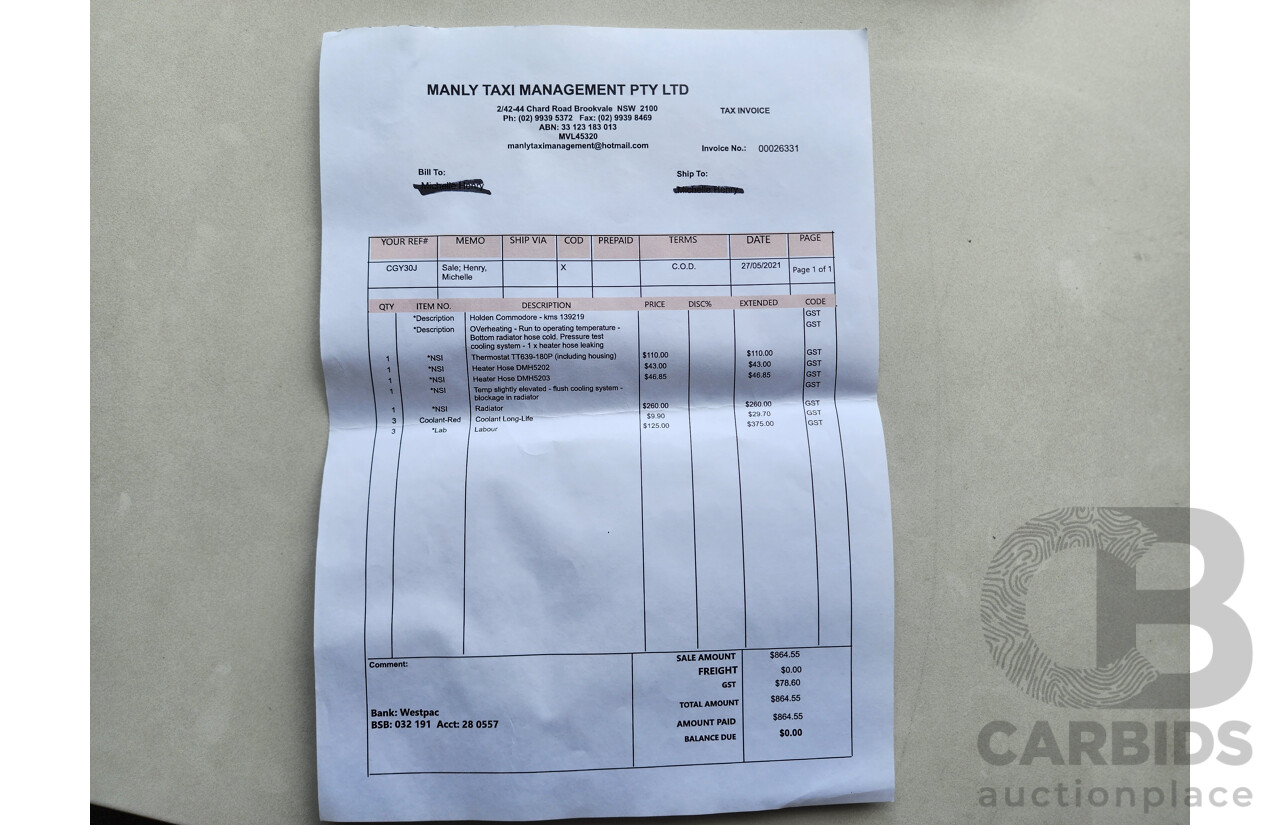 MANLY TAXI MANAGEMENT PTY LTD
2/42-44 Chard Road Brookvale NSW 2100
Ph: (02) 9939 5372 Fax: (02) 9939 8469
ABN: 33 123 183 013
MVL45320
manlytaximanagement@hotmail.com
TAX INVOICE
Invoice No.: 00026331
Bill To:
Ship To:
YOUR REF# MEMO SHIP VIA COD PREPAID TERMS DATE PAGE
CGY30J Sale; Henry, X C.O.D. 27/05/2021 Page 1 of 1
Michelle
QTY ITEM NO. DESCRIPTION PRICE DISC% EXTENDED CODE
*Description Holden Commodore - kms 139219 GST
*Description OVerheating - Run to operating temperature - GST
Bottom radiator hose cold. Pressure test
cooling system - 1 x heater hose leaking
1 *NSI Thermostat TT639-180P (including housing) $110.00 $110.00 GST
1 *NSI Heater Hose DMH5202 $43.00 $43.00 GST
1 *NSI Heater Hose DMH5203 $46.85 $46.85 GST
1 *NSI Temp slightly elevated - flush cooling system - GST
blockage in radiator
1 *NSI Radiator $260.00 $260.00 GST
3 Coolant-Red Coolant Long-Life $9.90 $29.70 GST
3 *Lab Labour $125.00 $375.00 GST
Comment:
Bank: Westpac
BSB: 032 191 Acct: 28 0557
SALE AMOUNT $864.55
FREIGHT $0.00
GST $78.60
TOTAL AMOUNT $864.55
AMOUNT PAID $864.55
BALANCE DUE $0.00
CB
CARBIDS
auctionplace